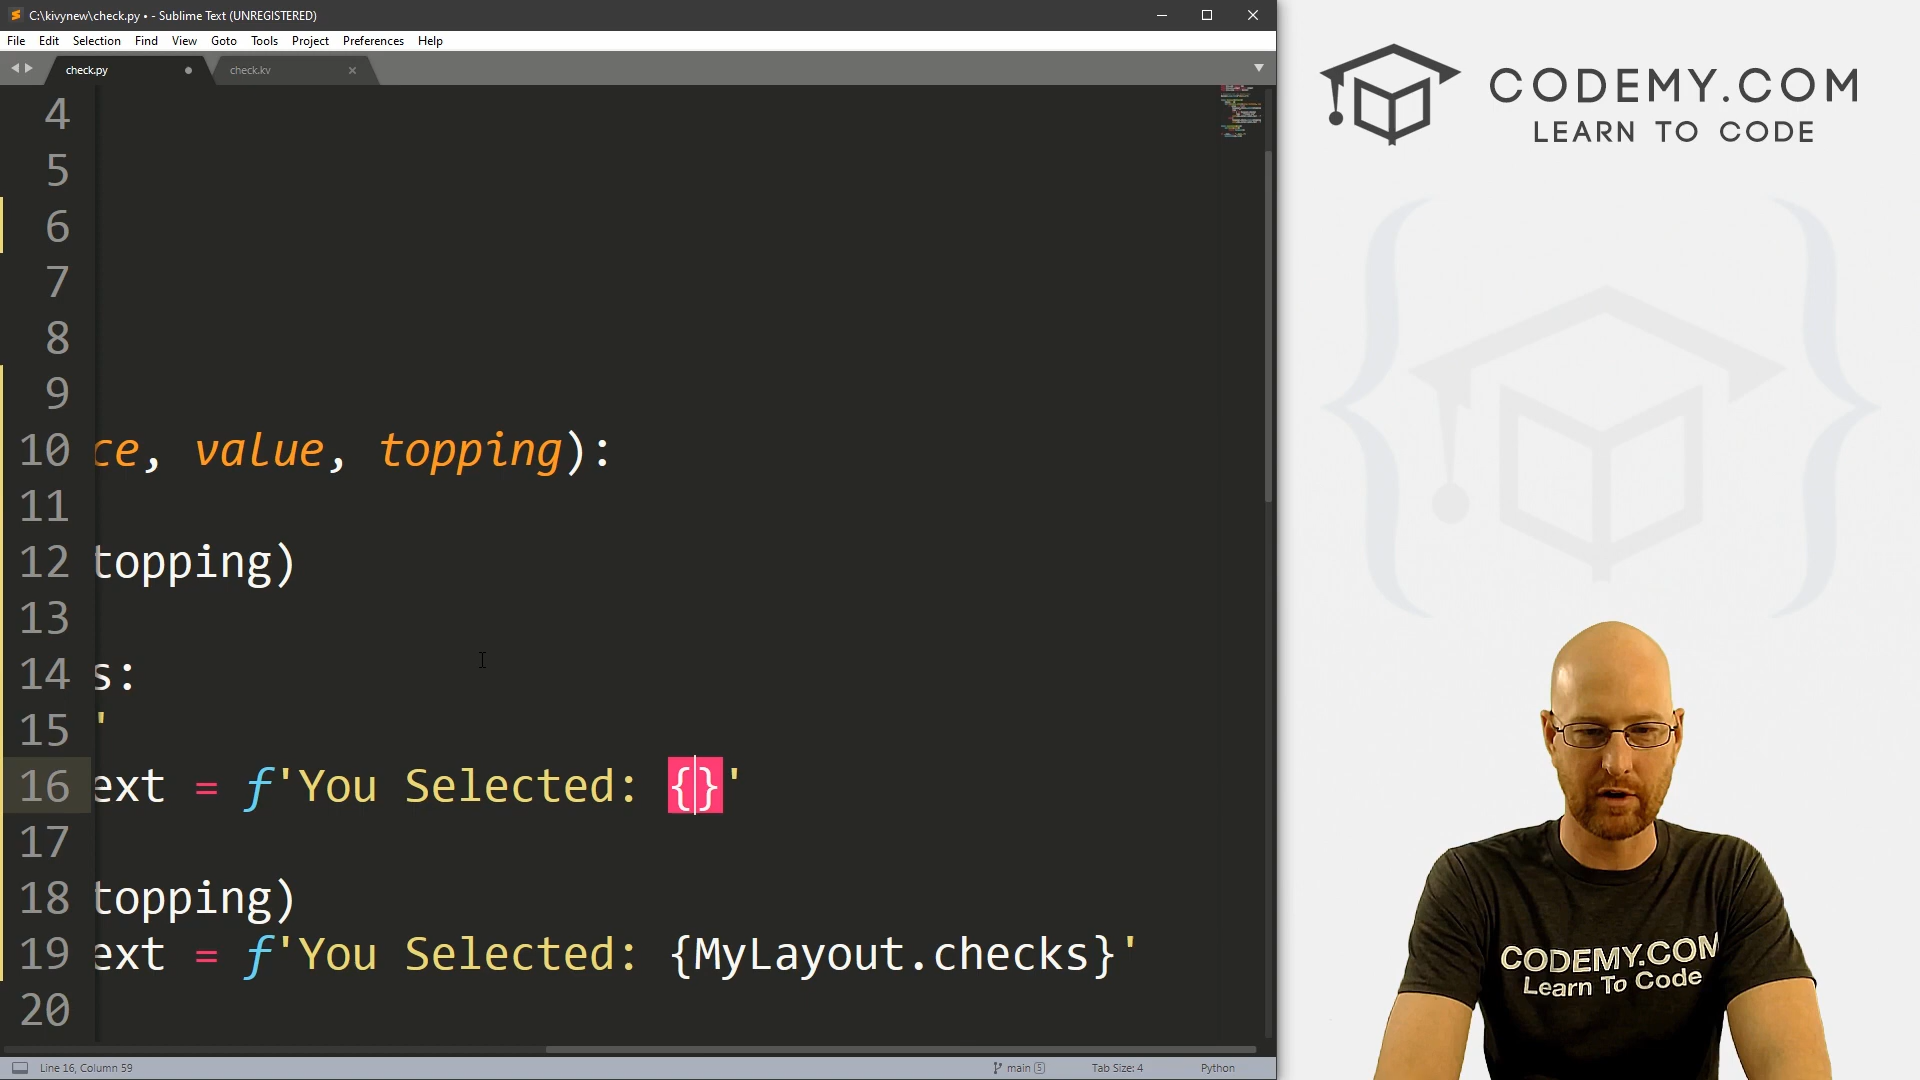 C:\kivynew\check.py • - Sublime Text (UNREGISTERED)
File Edit Selection Find View Goto Tools Project Preferences Help
check.py
check.kv
4
5
6
7
8
9
10 ce, value, topping):
11
12 topping)
13
14 s:
15 '
16 ext = f'You Selected: {}'
17
18 topping)
19 ext = f'You Selected: {MyLayout.checks}'
20
Line 16, Column 59
main 5
Tab Size: 4
Python
CODEMY.COM
LEARN TO CODE
CODEMY.COM
Learn To Code